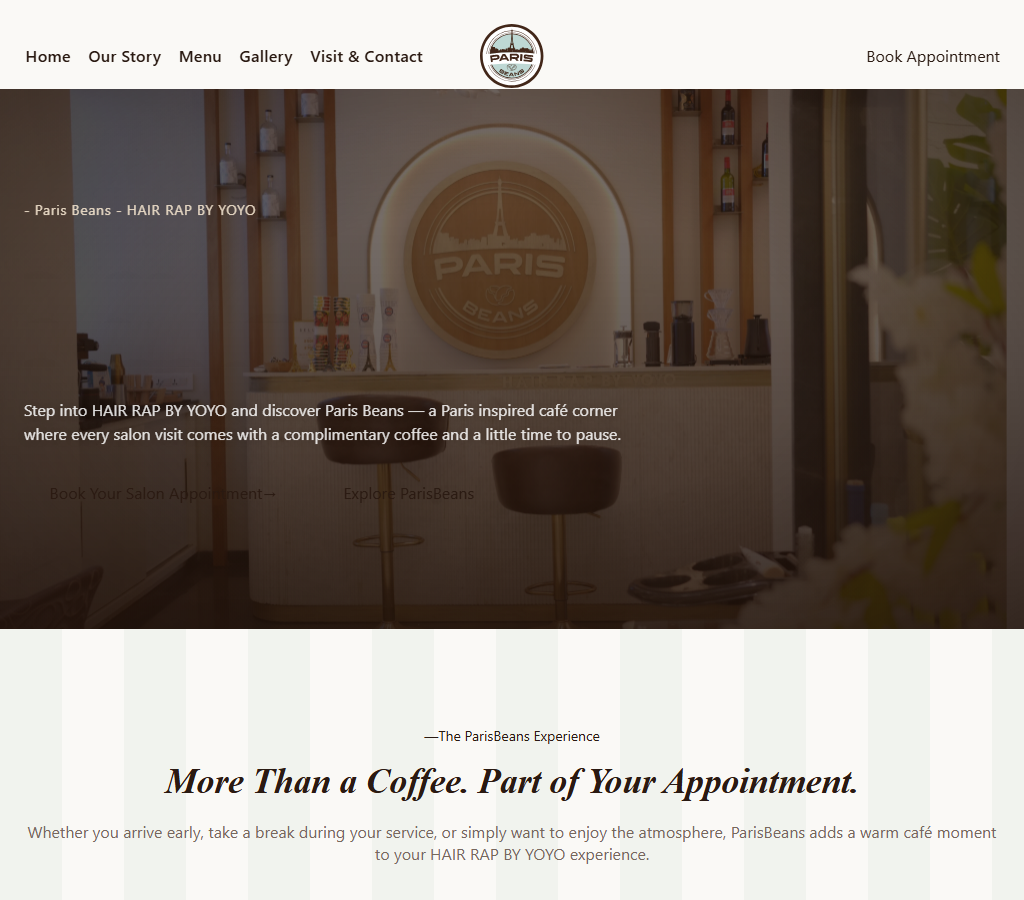 Home Our Story Menu Gallery Visit & Contact
PARIS
BEANS
Book Appointment
- Paris Beans - HAIR RAP BY YOYO
PARIS
BEANS
Step into HAIR RAP BY YOYO and discover Paris Beans — a Paris inspired café corner
where every salon visit comes with a complimentary coffee and a little time to pause.
Book Your Salon Appointment→ Explore ParisBeans
—The ParisBeans Experience
More Than a Coffee. Part of Your Appointment.
Whether you arrive early, take a break during your service, or simply want to enjoy the atmosphere, ParisBeans adds a warm café moment
to your HAIR RAP BY YOYO experience.